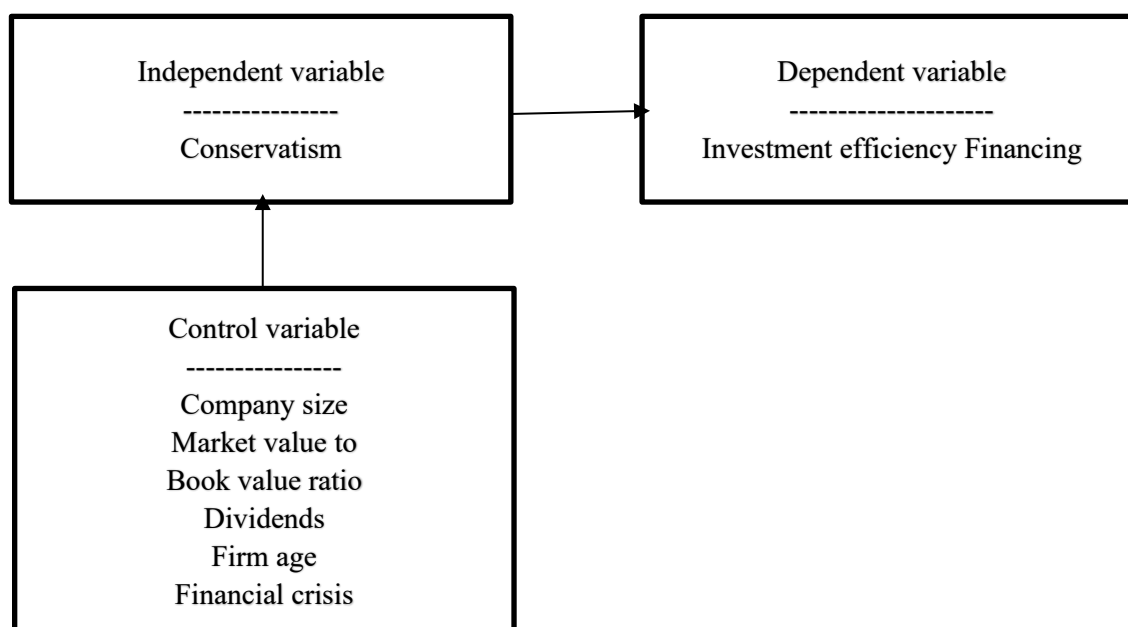 Independent variable
----------------
Conservatism
Dependent variable
---------------------
Investment efficiency Financing
Control variable
----------------
Company size
Market value to
Book value ratio
Dividends
Firm age
Financial crisis